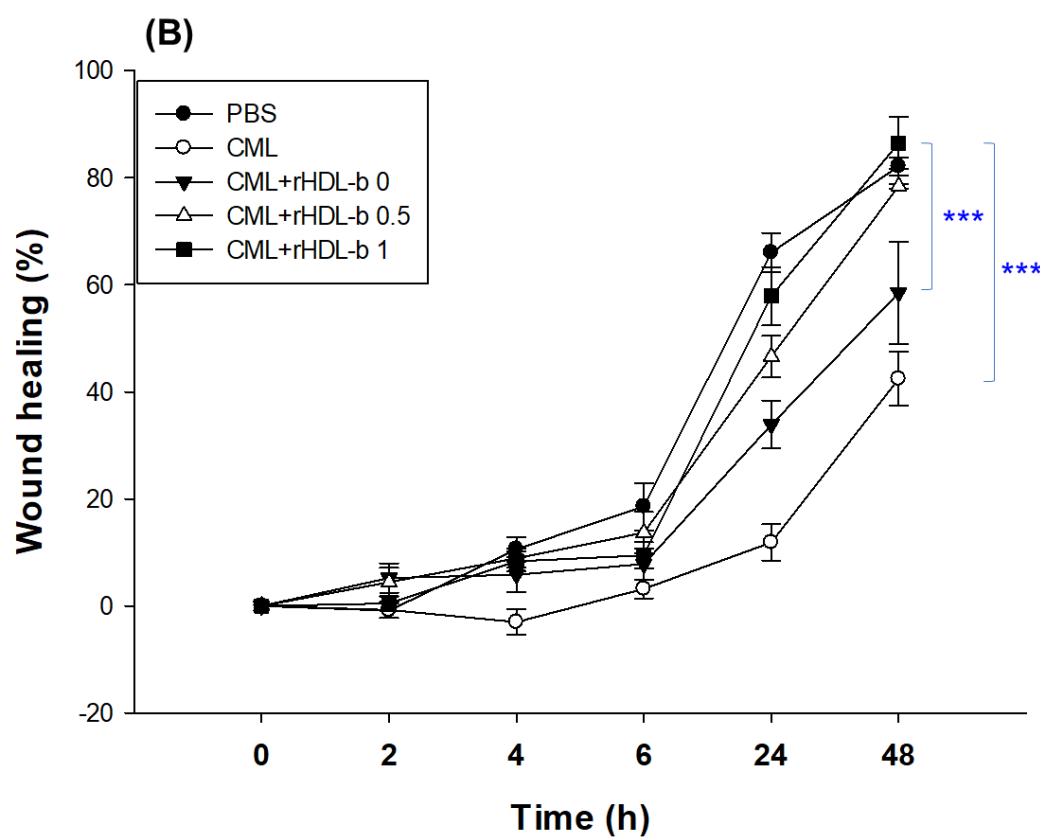 (B)
100
80
60
40
20
0
-20
Wound healing (%)
PBS
CML
CML+rHDL-b 0
CML+rHDL-b 0.5
CML+rHDL-b 1
***
***
0 2 4 6 24 48
Time (h)